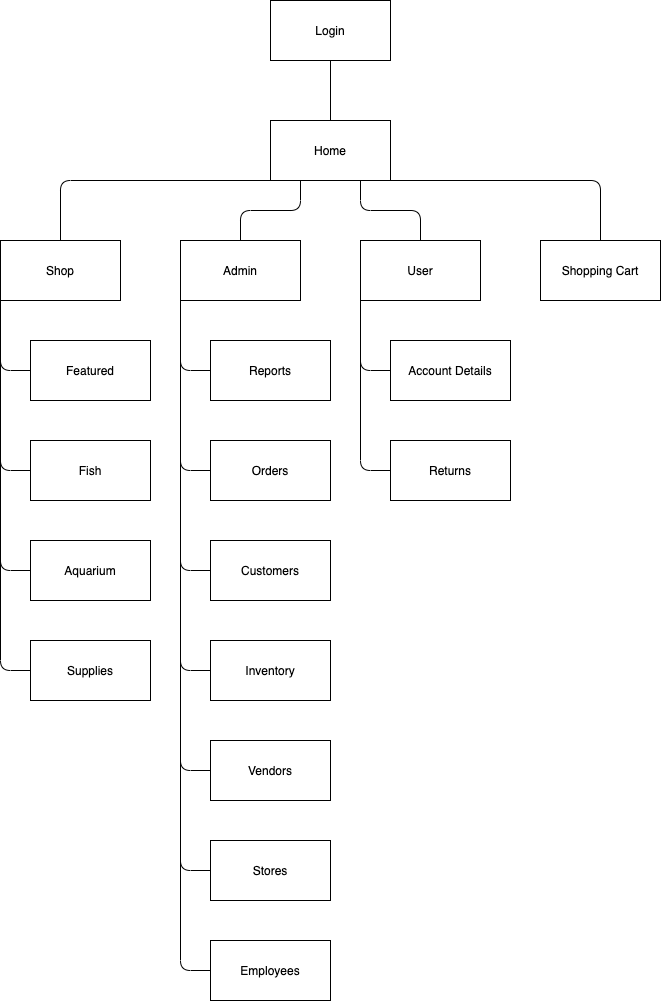 Login
Home
Shop
Admin
User
Shopping Cart
Featured
Reports
Account Details
Fish
Orders
Returns
Aquarium
Customers
Supplies
Inventory
Vendors
Stores
Employees